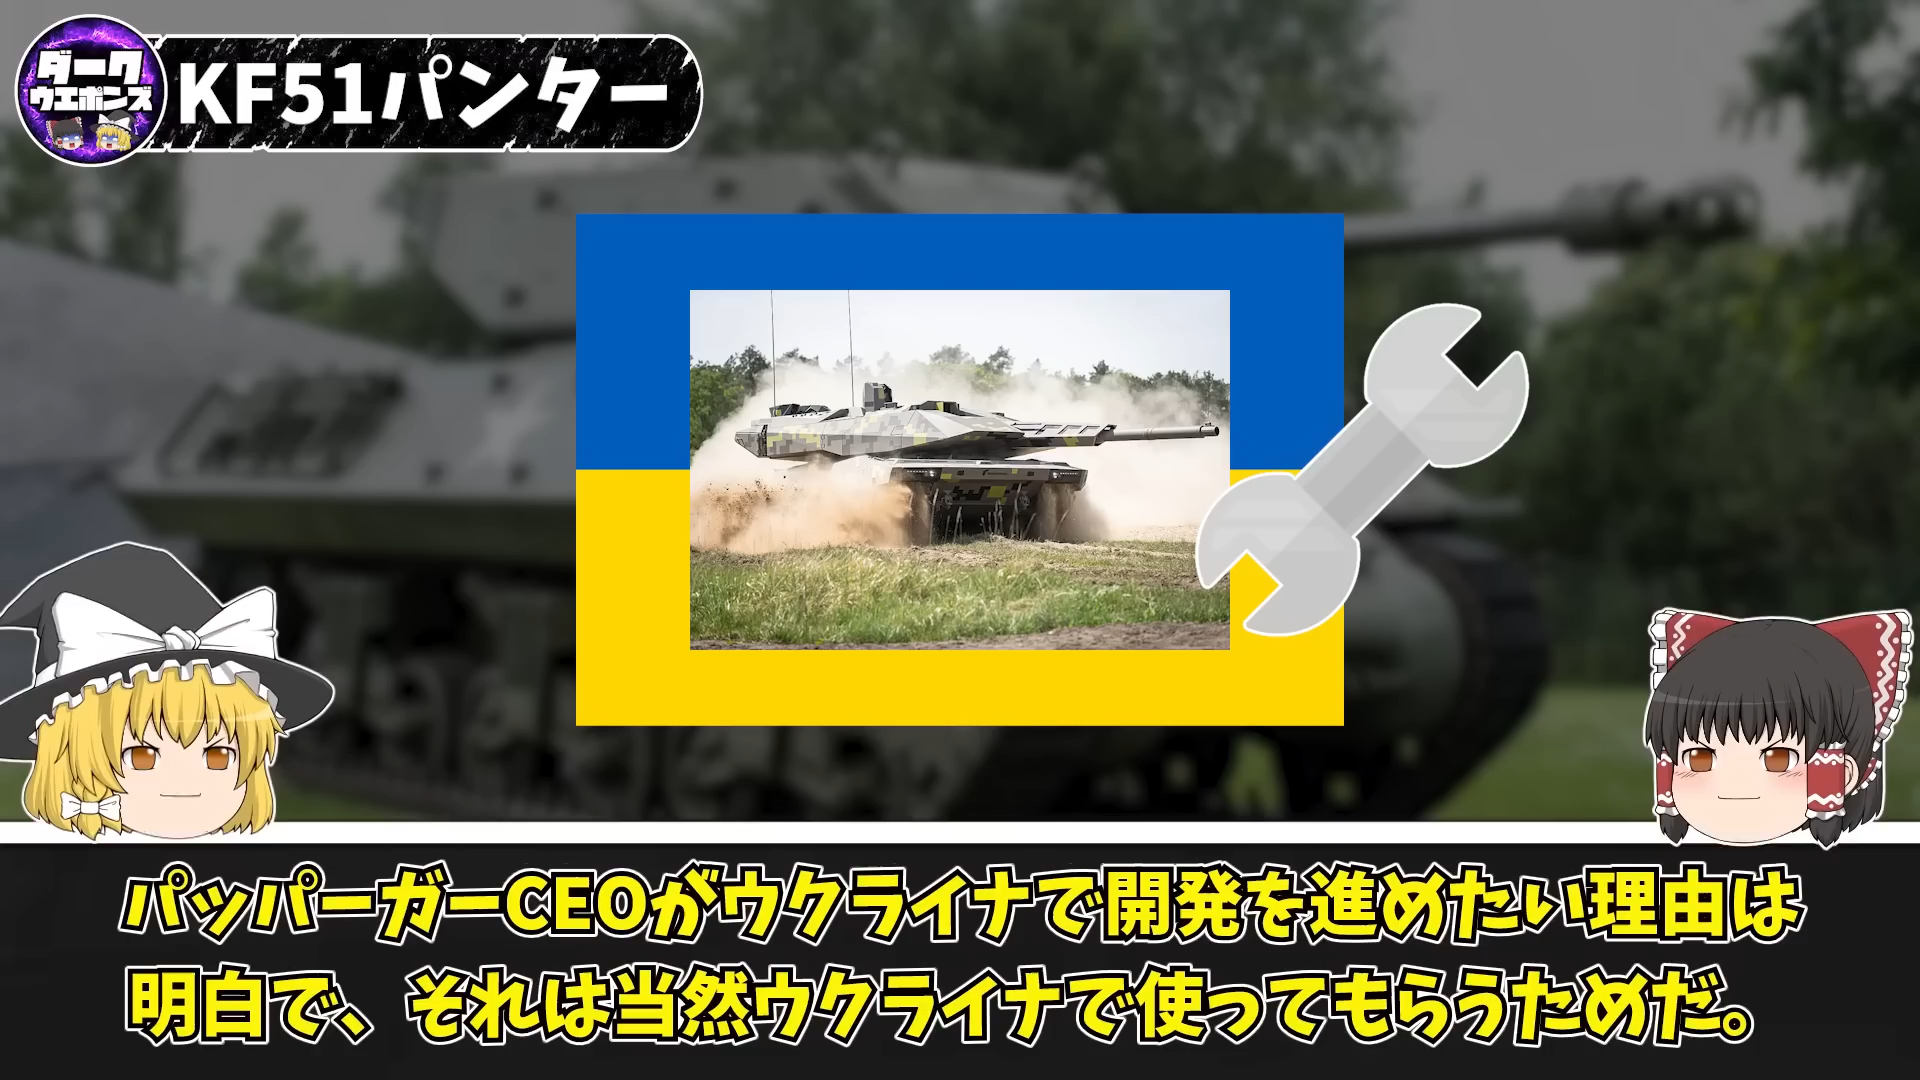 ダーク
ウエポンズ
KF51パンター
パッパーガーCEOがウクライナで開発を進めたい理由は
明白で、それは当然ウクライナで使ってもらうためだ。